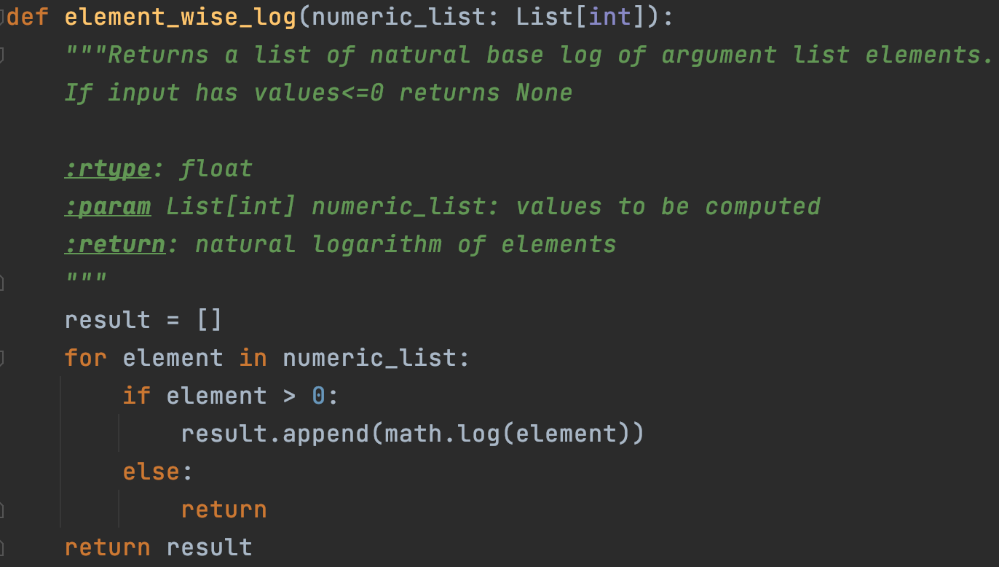 def element_wise_log(numeric_list: List[int]):
    """Returns a list of natural base log of argument list elements.
    If input has values<=0 returns None

    :rtype: float
    :param List[int] numeric_list: values to be computed
    :return: natural logarithm of elements
    """
    result = []
    for element in numeric_list:
        if element > 0:
            result.append(math.log(element))
        else:
            return
    return result